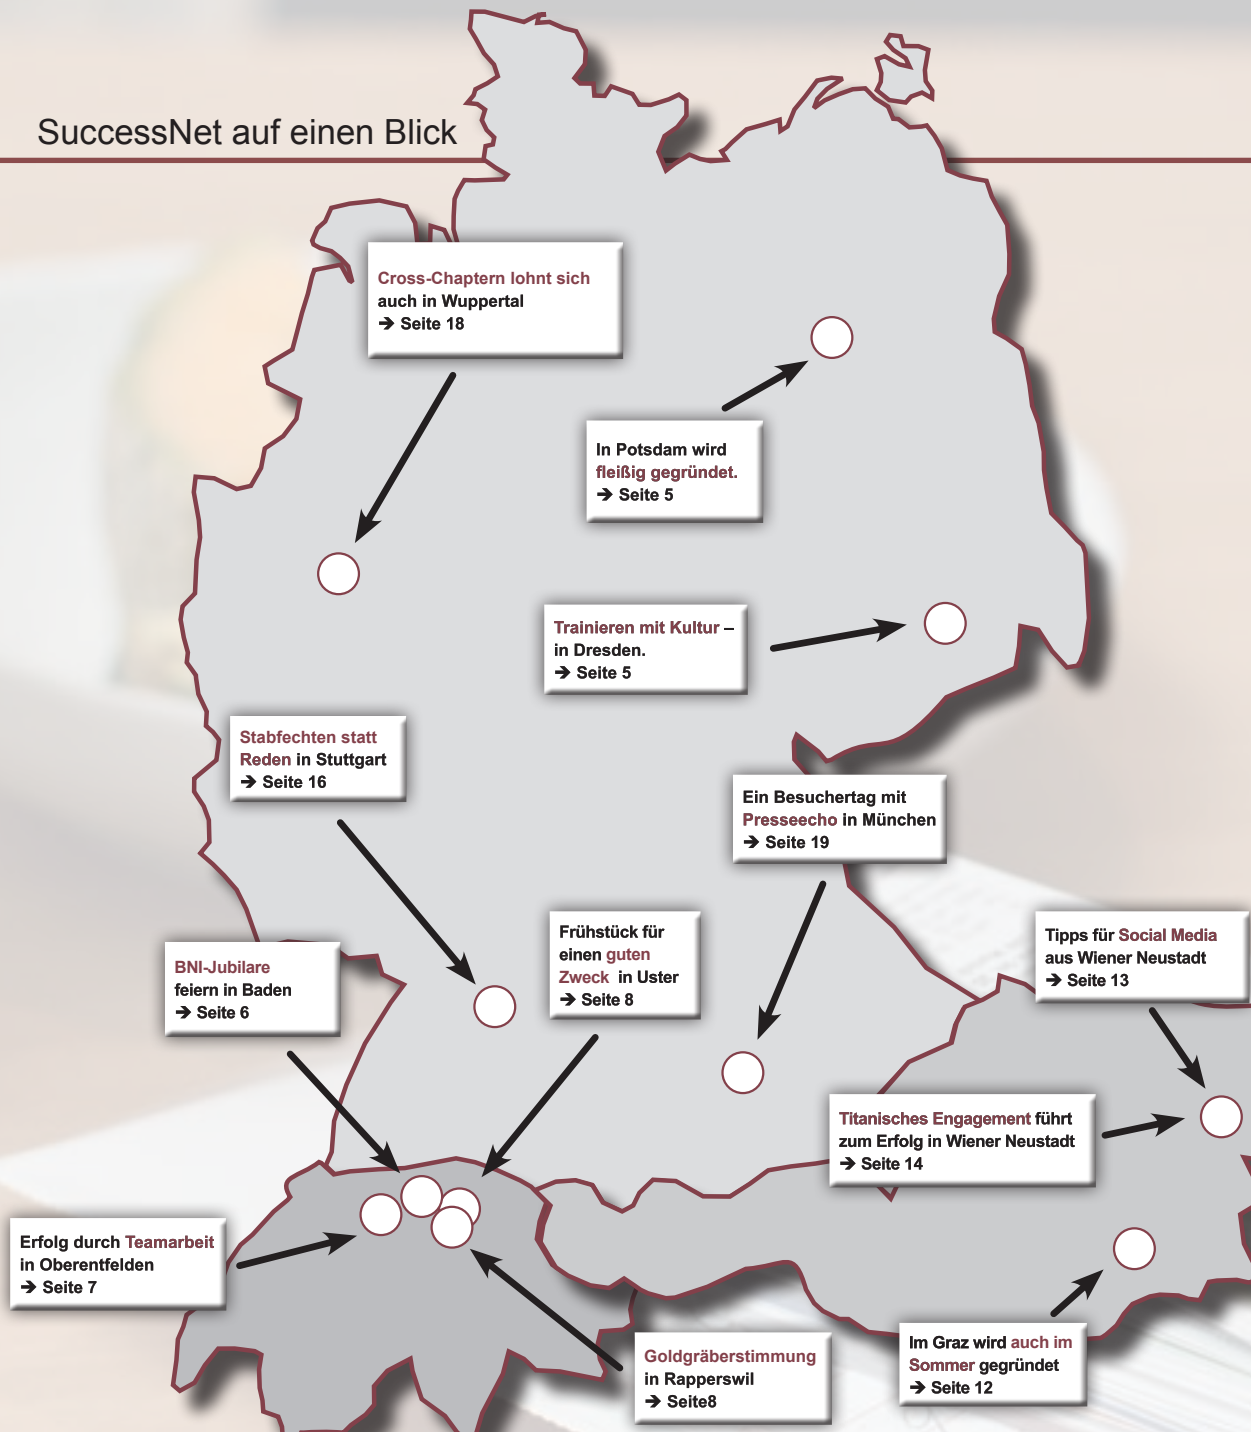 SuccessNet auf einen Blick
Cross-Chaptern lohnt sich
auch in Wuppertal
➔ Seite 18
In Potsdam wird
fleißig gegründet.
➔ Seite 5
Trainieren mit Kultur –
in Dresden.
➔ Seite 5
Stabfechten statt
Reden in Stuttgart
➔ Seite 16
Ein Besuchertag mit
Presseecho in München
➔ Seite 19
BNI-Jubilare
feiern in Baden
➔ Seite 6
Frühstück für
einen guten
Zweck in Uster
➔ Seite 8
Tipps für Social Media
aus Wiener Neustadt
➔ Seite 13
Titanisches Engagement führt
zum Erfolg in Wiener Neustadt
➔ Seite 14
Erfolg durch Teamarbeit
in Oberentfelden
➔ Seite 7
Goldgräberstimmung
in Rapperswil
➔ Seite8
Im Graz wird auch im
Sommer gegründet
➔ Seite 12